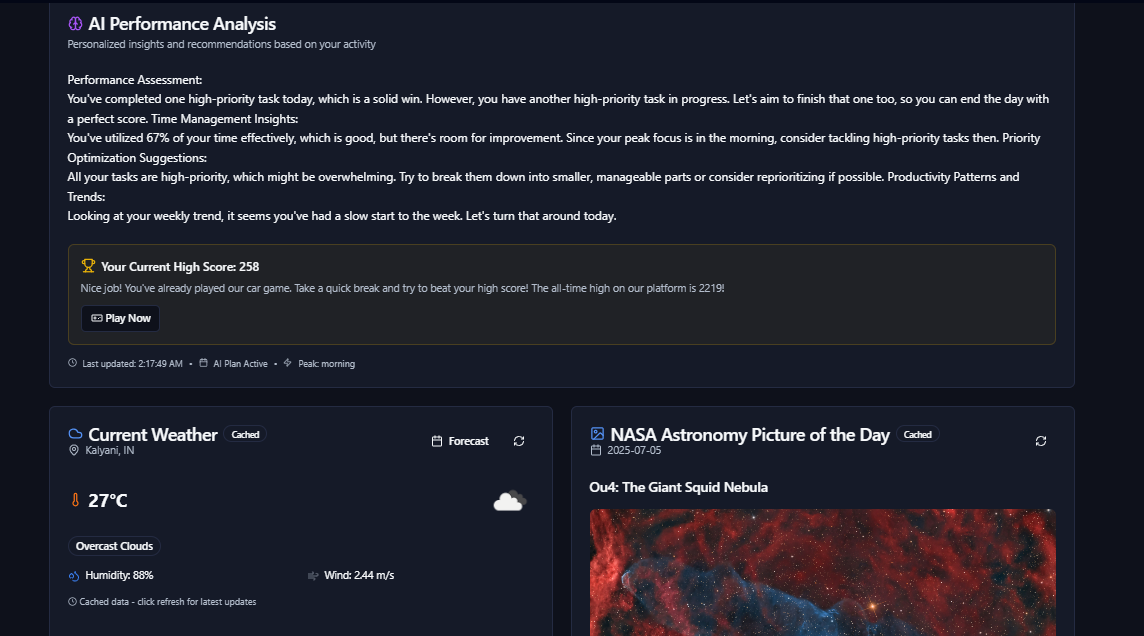 AI Performance Analysis
Personalized insights and recommendations based on your activity
Performance Assessment:
You've completed one high-priority task today, which is a solid win. However, you have another high-priority task in progress. Let's aim to finish that one too, so you can end the day with
a perfect score. Time Management Insights:
You've utilized 67% of your time effectively, which is good, but there's room for improvement. Since your peak focus is in the morning, consider tackling high-priority tasks then. Priority
Optimization Suggestions:
All your tasks are high-priority, which might be overwhelming. Try to break them down into smaller, manageable parts or consider reprioritizing if possible. Productivity Patterns and
Trends:
Looking at your weekly trend, it seems you've had a slow start to the week. Let's turn that around today.
Your Current High Score: 258
Nice job! You've already played our car game. Take a quick break and try to beat your high score! The all-time high on our platform is 2219!
Play Now
Last updated: 2:17:49 AM • AI Plan Active • Peak: morning
Current Weather Cached
Kalyani, IN
Forecast
27°C
Overcast Clouds
Humidity: 88% Wind: 2.44 m/s
Cached data - click refresh for latest updates
NASA Astronomy Picture of the Day Cached
2025-07-05
Ou4: The Giant Squid Nebula